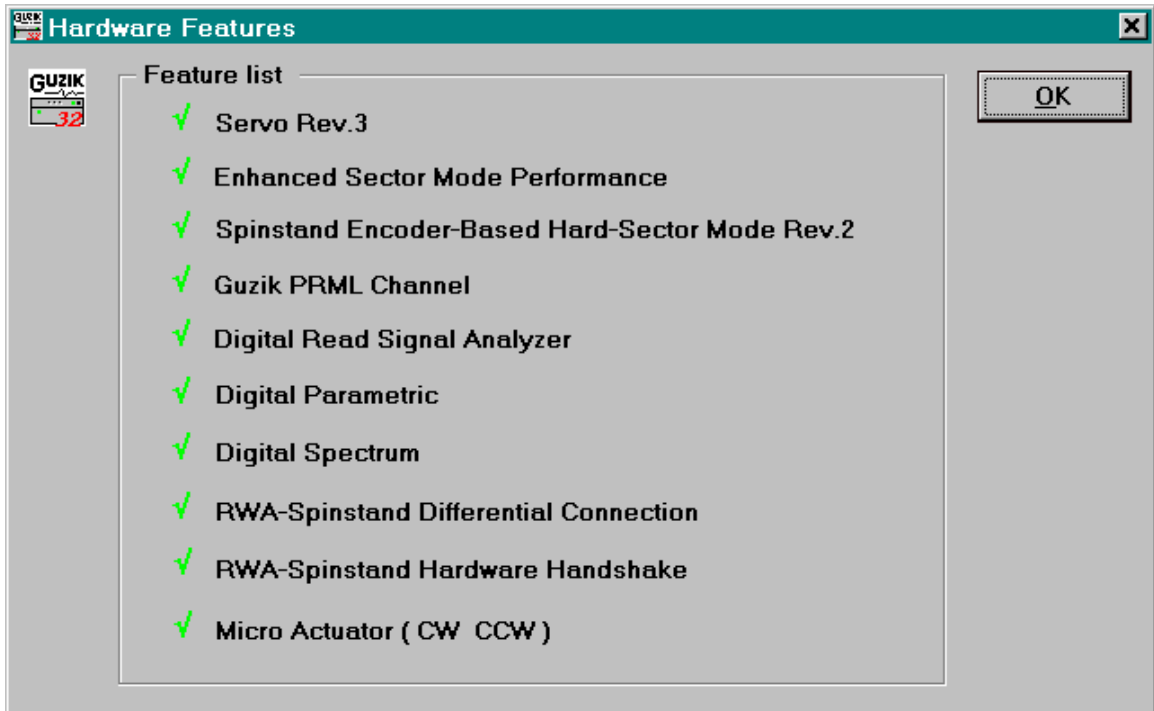 Hardware Features
GUZIK
32
Feature list
OK
Servo Rev.3
Enhanced Sector Mode Performance
Spinstand Encoder-Based Hard-Sector Mode Rev.2
Guzik PRML Channel
Digital Read Signal Analyzer
Digital Parametric
Digital Spectrum
RWA-Spinstand Differential Connection
RWA-Spinstand Hardware Handshake
Micro Actuator ( CW  CCW )